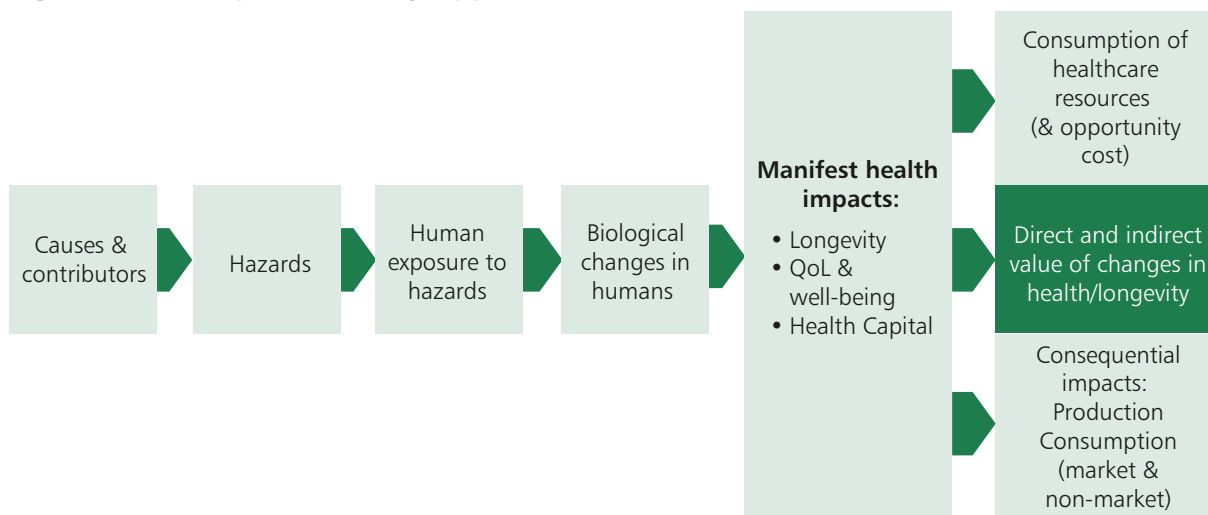 Causes &
contributors
Hazards
Human
exposure to
hazards
Biological
changes in
humans
Manifest health
impacts:
• Longevity
• QoL &
well-being
• Health Capital
Consumption of
healthcare
resources
(& opportunity
cost)
Direct and indirect
value of changes in
health/longevity
Consequential
impacts:
Production
Consumption
(market &
non-market)